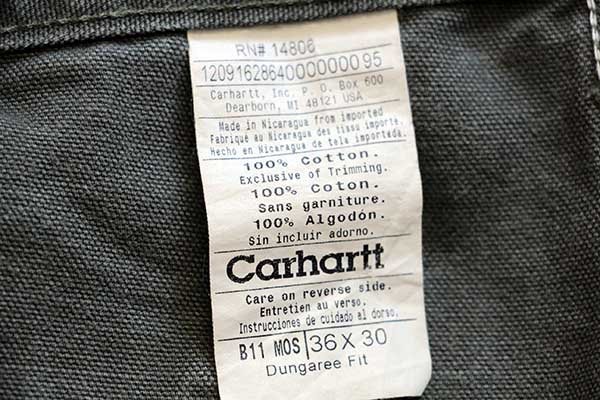 RN# 14806
12091628640000000095
Carhartt, Inc. P. O. Box 600
Dearborn, MI 48121 USA
Made in Nicaragua from imported
Fabriqué au Nicaragua des tissu importe.
Hecho en Nicaragua de tela importada.
100% Cotton.
Exclusive of Trimming.
100% Coton.
Sans garniture.
100% Algodón.
Sin incluir adorno.
Carhartt
Care on reverse side.
Entretien au verso.
Instrucciones de cuidado al dorso.
B11 MOS 36 X 30
Dungaree Fit